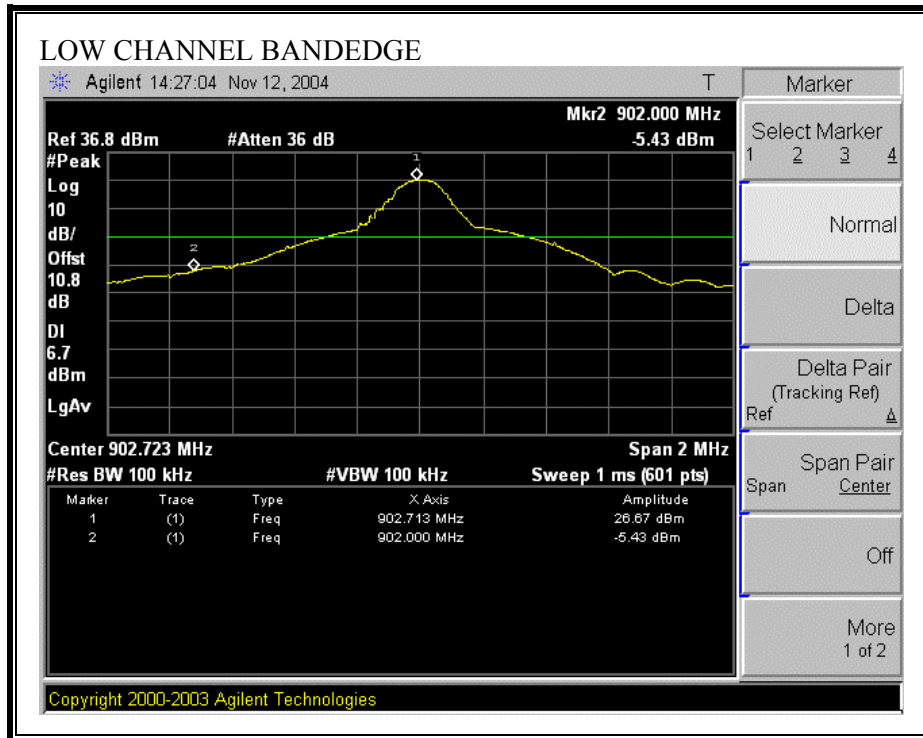 LOW CHANNEL BANDEDGE
Agilent 14:27:04 Nov 12, 2004 T
Mkr2 902.000 MHz
Ref 36.8 dBm #Atten 36 dB -5.43 dBm
#Peak
Log
10
dB/
Offst
10.8
dB
DI
6.7
dBm
LgAv
1
2
Center 902.723 MHz Span 2 MHz
#Res BW 100 kHz #VBW 100 kHz Sweep 1 ms (601 pts)
Marker Trace Type X Axis Amplitude
1 (1) Freq 902.713 MHz 26.67 dBm
2 (1) Freq 902.000 MHz -5.43 dBm
Copyright 2000-2003 Agilent Technologies
Marker
Select Marker
1 2 3 4
Normal
Delta
Delta Pair
(Tracking Ref)
Ref Δ
Span Pair
Span Center
Off
More
1 of 2